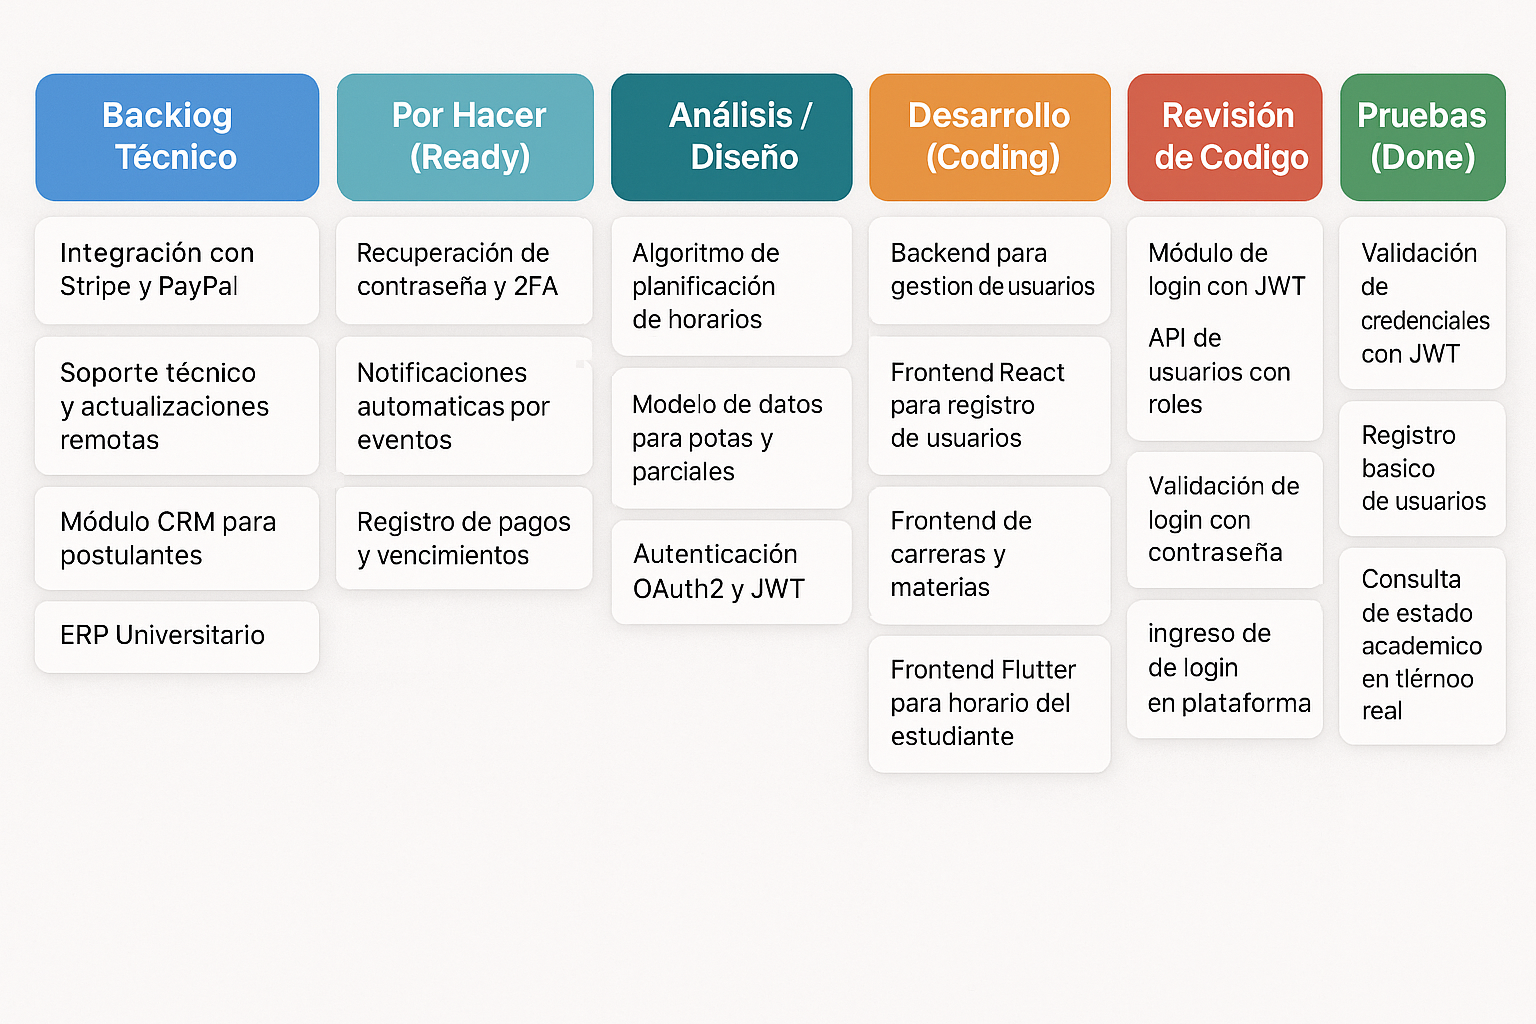 Backiog
Técnico
Integración con
Stripe y PayPal
Soporte técnico
y actualizaciones
remotas
Módulo CRM para
postulantes
ERP Universitario
Por Hacer
(Ready)
Recuperación de
contraseña y 2FA
Notificaciones
automaticas por
eventos
Registro de pagos
y vencimientos
Análisis /
Diseño
Algoritmo de
planificación
de horarios
Modelo de datos
para potas y
parciales
Autenticación
OAuth2 y JWT
Desarrollo
(Coding)
Backend para
gestion de usuarios
Frontend React
para registro
de usuarios
Frontend de
carreras y
materias
Frontend Flutter
para horario del
estudiante
Revisión
de Codigo
Módulo de
login con JWT
API de
usuarios con
roles
Validación de
login con
contraseña
ingreso de
de login
en plataforma
Pruebas
(Done)
Validación
de
credenciales
con JWT
Registro
basico
de usuarios
Consulta
de estado
academico
en tlérnoo
real